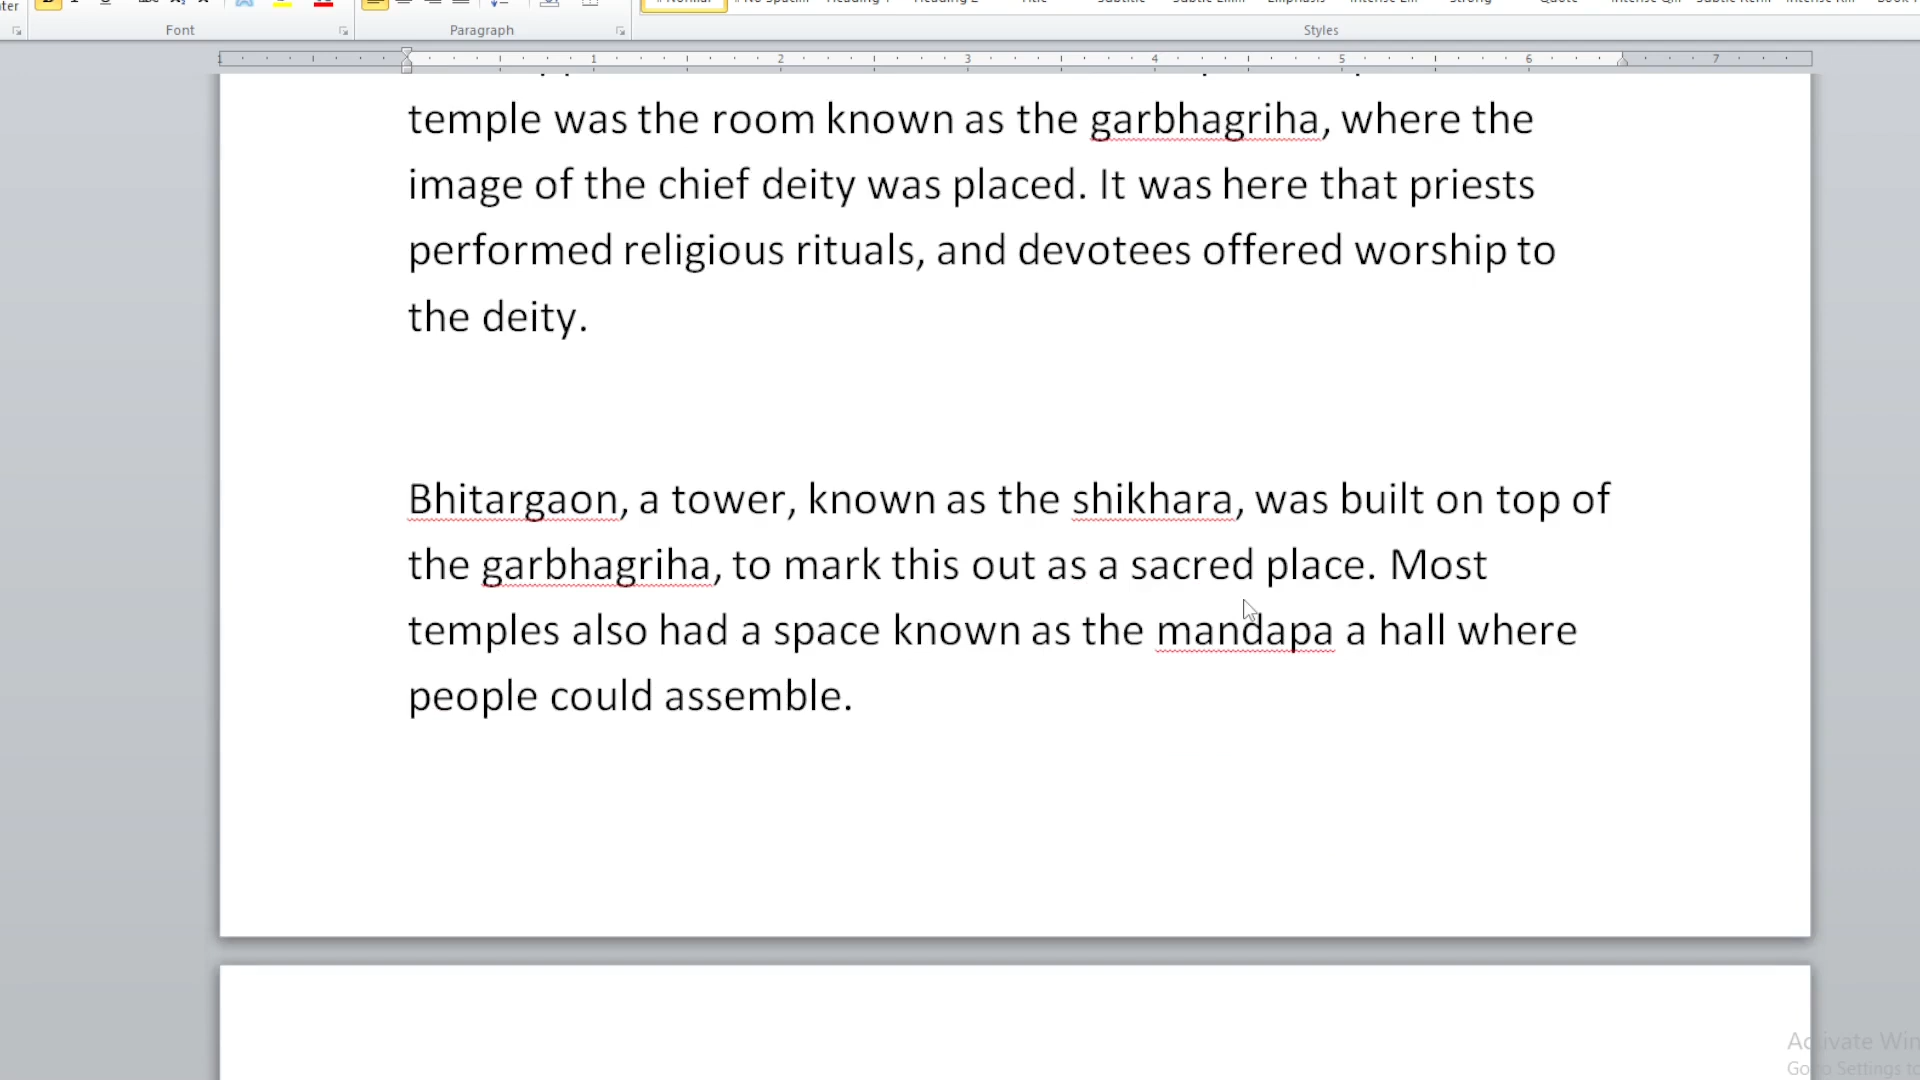 Font
Paragraph
Styles
temple was the room known as the garbhagriha, where the
image of the chief deity was placed. It was here that priests
performed religious rituals, and devotees offered worship to
the deity.
Bhitargaon, a tower, known as the shikhara, was built on top of
the garbhagriha, to mark this out as a sacred place. Most
temples also had a space known as the mandapa a hall where
people could assemble.